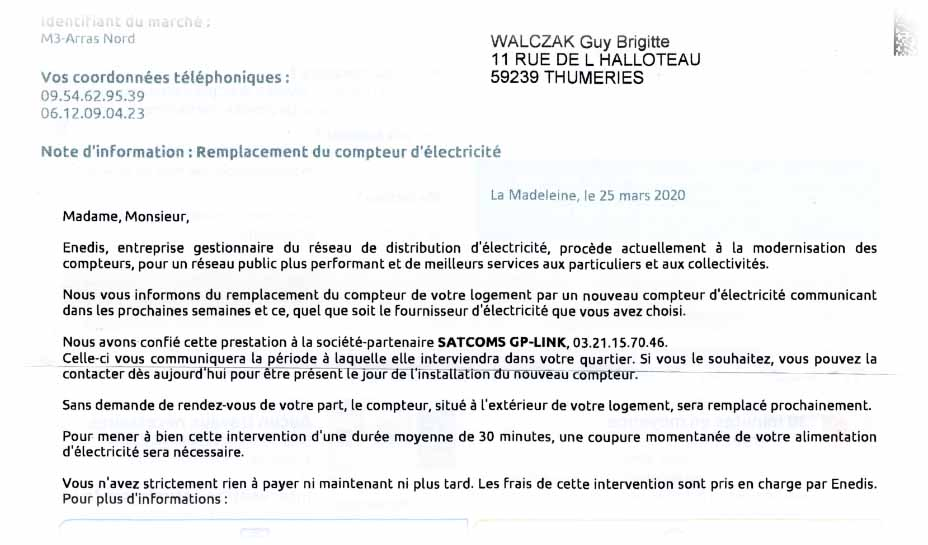 Identifiant du marché :
M3-Arras Nord
WALCZAK Guy Brigitte
11 RUE DE L HALLOTEAU
59239 THUMERIES
Vos coordonnées téléphoniques :
09.54.62.95.39
06.12.09.04.23
Note d'information : Remplacement du compteur d'électricité
La Madeleine, le 25 mars 2020
Madame, Monsieur,
Enedis, entreprise gestionnaire du réseau de distribution d'électricité, procède actuellement à la modernisation des
compteurs, pour un réseau public plus performant et de meilleurs services aux particuliers et aux collectivités.
Nous vous informons du remplacement du compteur de votre logement par un nouveau compteur d'électricité communicant
dans les prochaines semaines et ce, quel que soit le fournisseur d'électricité que vous avez choisi.
Nous avons confié cette prestation à la société-partenaire SATCOMS GP-LINK, 03.21.15.70.46.
Celle-ci vous communiquera la période à laquelle elle interviendra dans votre quartier. Si vous le souhaitez, vous pouvez la
contacter dès aujourd'hui pour être présent le jour de l'installation du nouveau compteur.
Sans demande de rendez-vous de votre part, le compteur, situé à l'extérieur de votre logement, sera remplacé prochainement.
Pour mener à bien cette intervention d'une durée moyenne de 30 minutes, une coupure momentanée de votre alimentation
d'électricité sera nécessaire.
Vous n'avez strictement rien à payer ni maintenant ni plus tard. Les frais de cette intervention sont pris en charge par Enedis.
Pour plus d'informations :